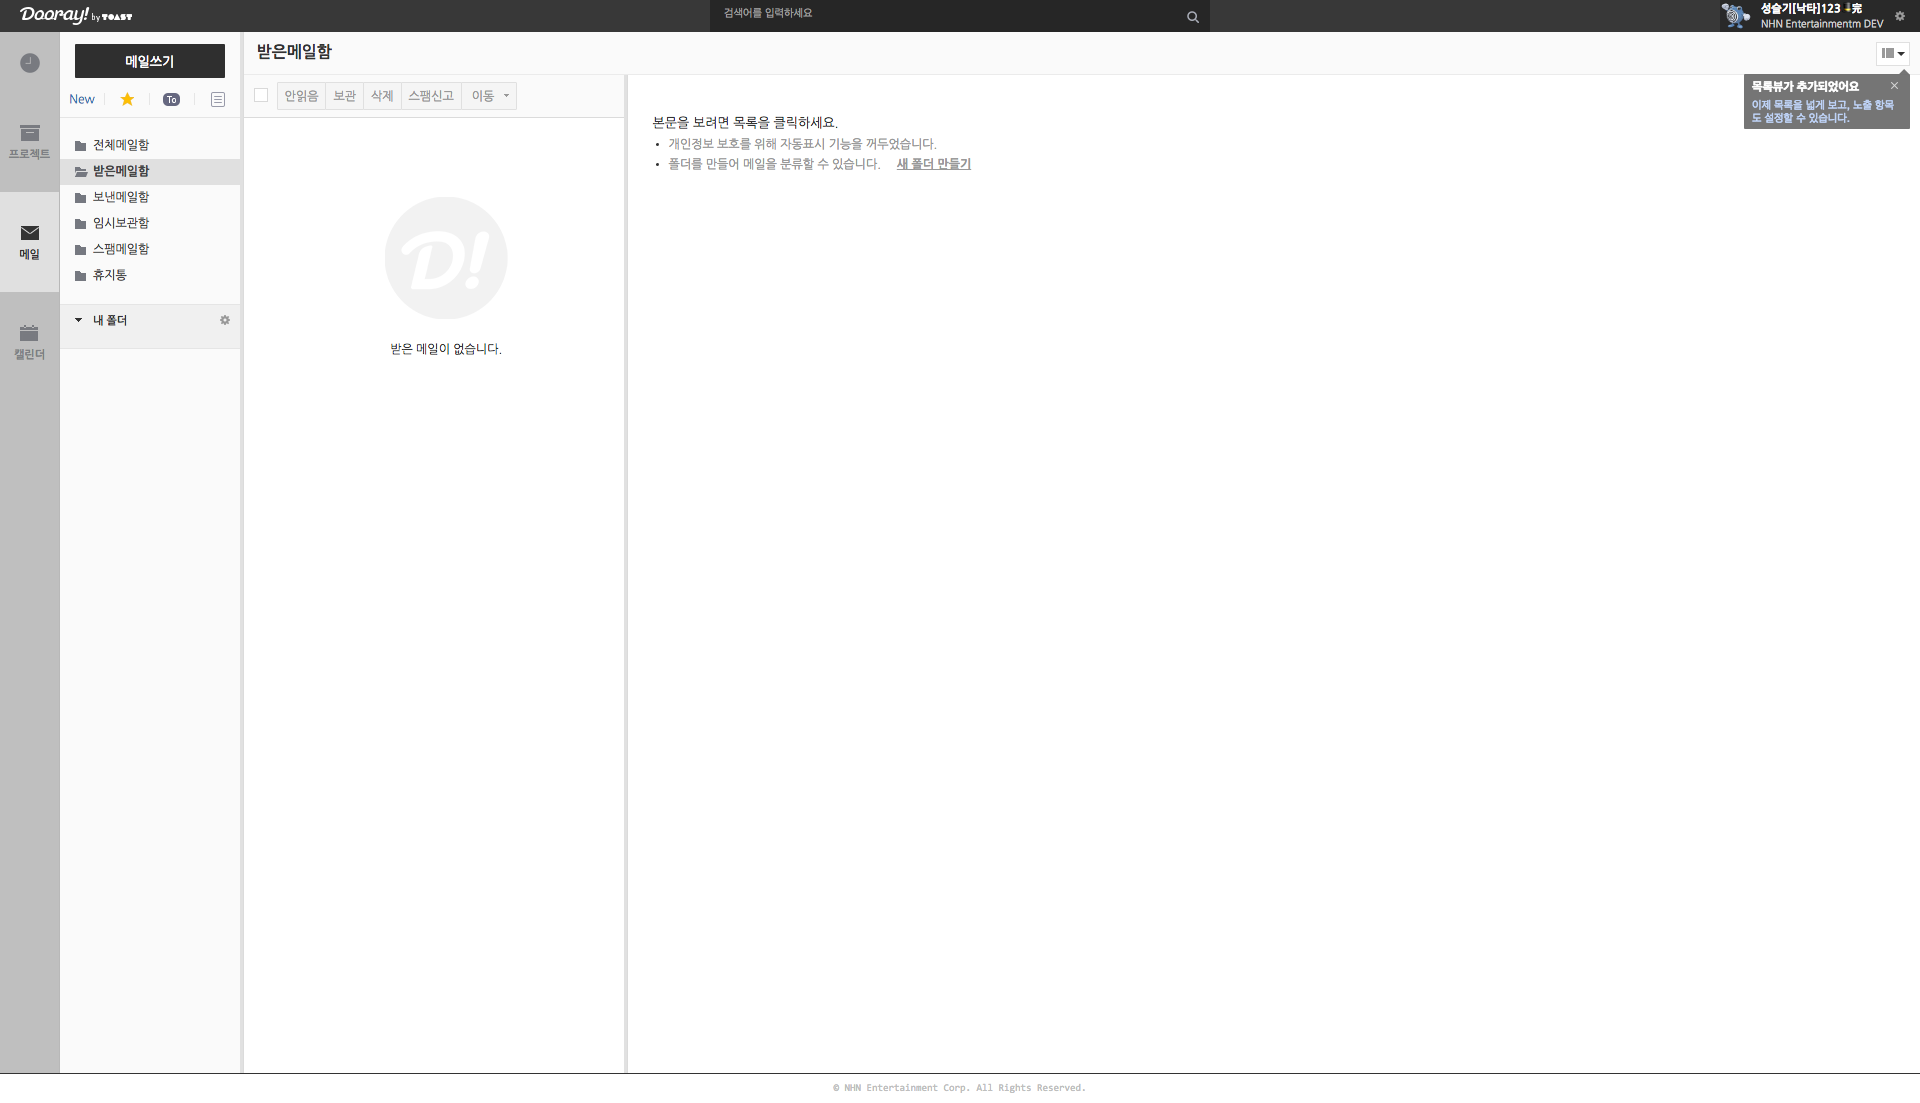 Dooray! by TOAST
검색어를 입력하세요
성슬기[낙타]123 完
NHN Entertainmentm DEV
프로젝트
메일
캘린더
메일쓰기
New
To
전체메일함
받은메일함
보낸메일함
임시보관함
스팸메일함
휴지통
내 폴더
받은메일함
안읽음 보관 삭제 스팸신고 이동
받은 메일이 없습니다.
D!
본문을 보려면 목록을 클릭하세요.
• 개인정보 보호를 위해 자동표시 기능을 꺼두었습니다.
• 폴더를 만들어 메일을 분류할 수 있습니다. 새 폴더 만들기
목록뷰가 추가되었어요
이제 목록을 넓게 보고, 노출 항목
도 설정할 수 있습니다.
© NHN Entertainment Corp. All Rights Reserved.